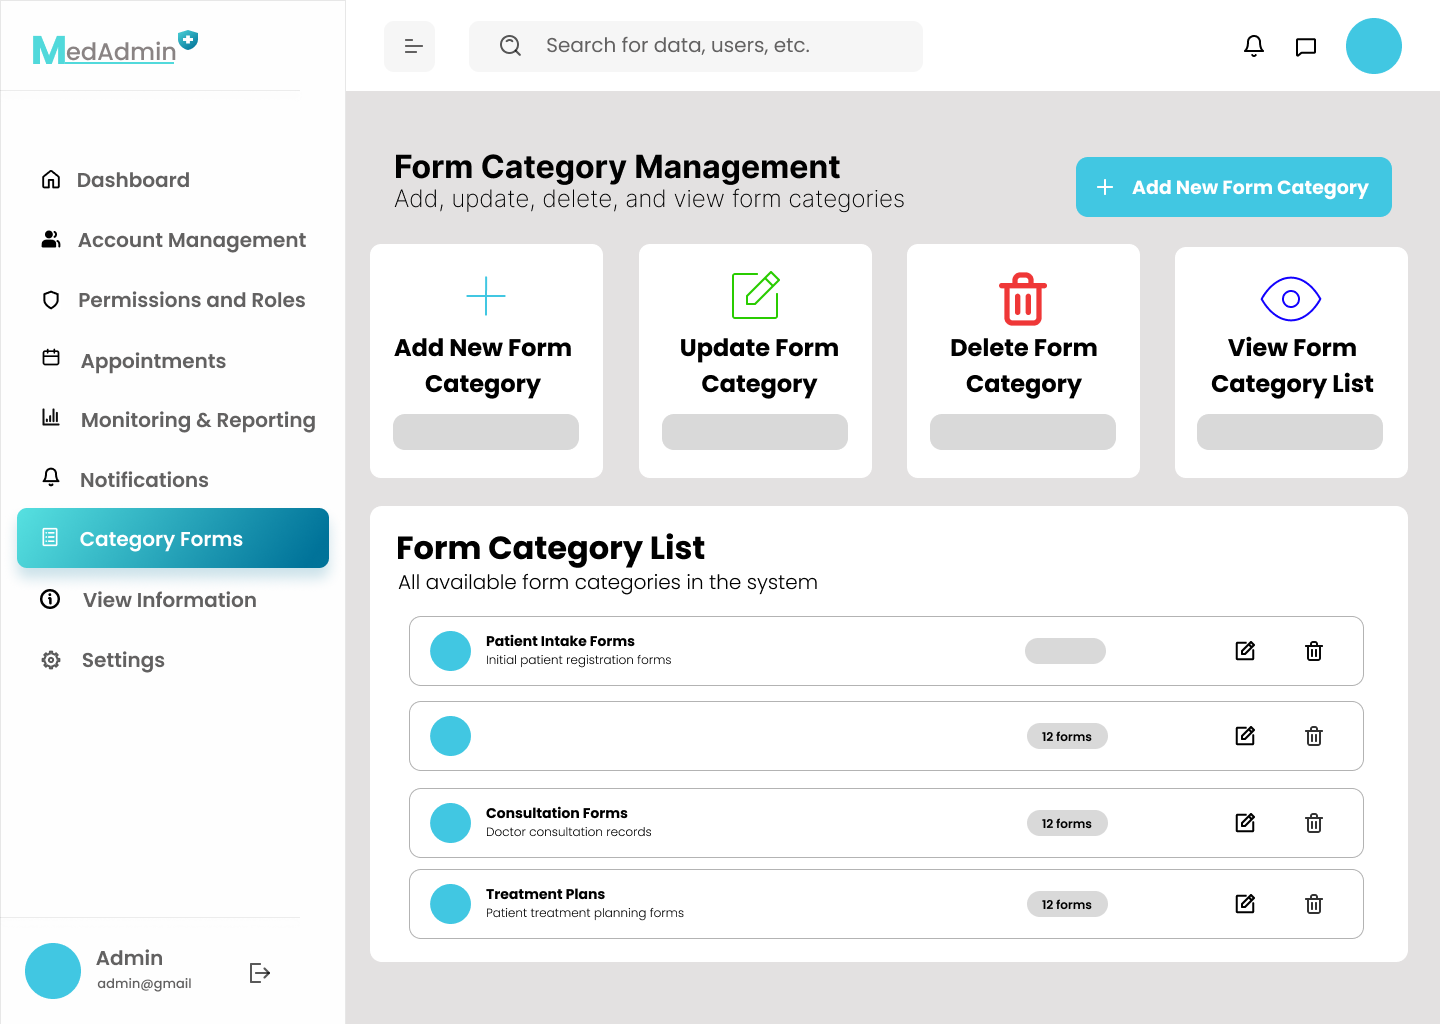 MedAdmin
Search for data, users, etc.
Dashboard
Account Management
Permissions and Roles
Appointments
Monitoring & Reporting
Notifications
Category Forms
View Information
Settings
Admin
admin@gmail
Form Category Management
Add, update, delete, and view form categories
Add New Form Category
Add New Form
Category
Update Form
Category
Delete Form
Category
View Form
Category List
Form Category List
All available form categories in the system
Patient Intake Forms
Initial patient registration forms
12 forms
Consultation Forms
Doctor consultation records
12 forms
Treatment Plans
Patient treatment planning forms
12 forms